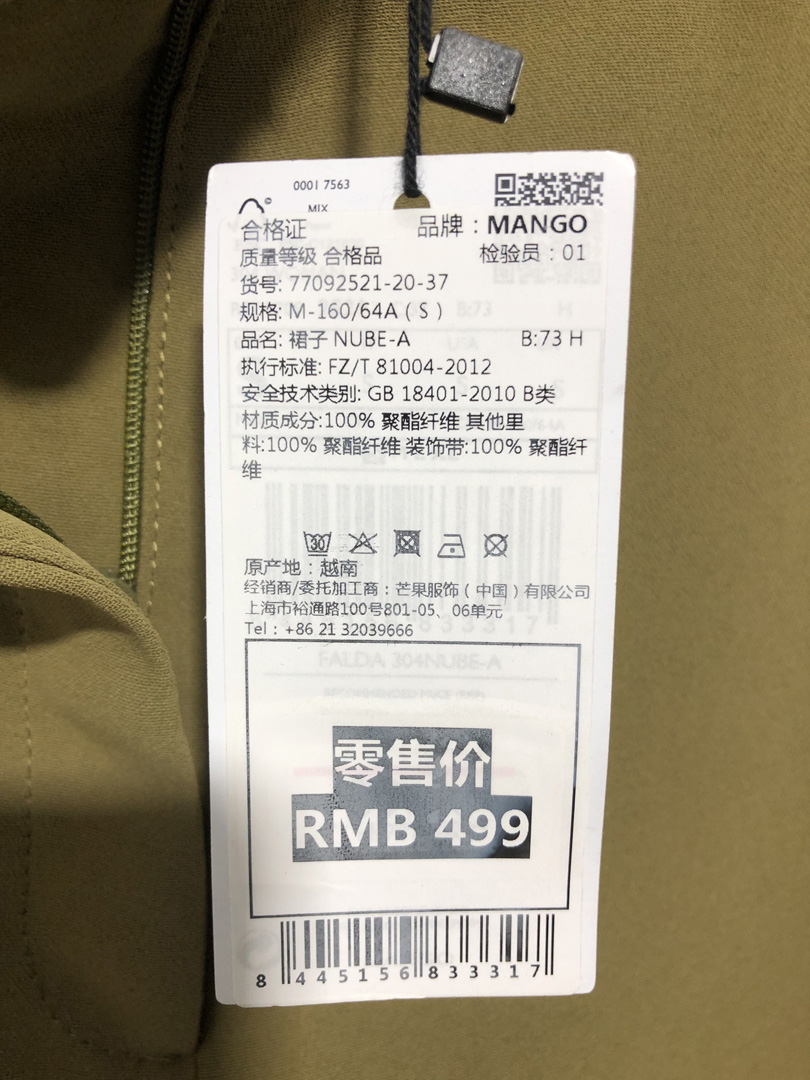 0001 7563
MIX
合格证 品牌：MANGO
质量等级 合格品 检验员：01
货号: 77092521-20-37
规格: M-160/64A（S）
品名: 裙子 NUBE-A B:73 H
执行标准: FZ/T 81004-2012
安全技术类别: GB 18401-2010 B类
材质成分:100% 聚酯纤维 其他里
料:100% 聚酯纤维 装饰带:100% 聚酯纤
维
30
原产地：越南
经销商/委托加工商：芒果服饰（中国）有限公司
上海市裕通路100号801-05、06单元
Tel：+86 21 32039666
FALDA 304NUBE-A
零售价
RMB 499
8 445156 833317